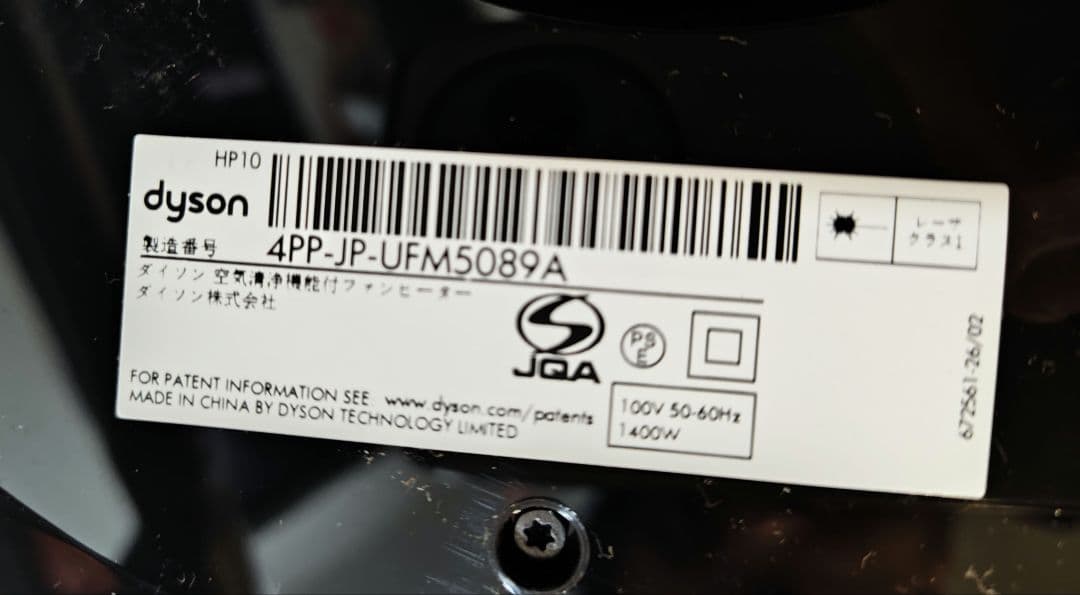 HP10
dyson
製造番号 4PP-JP-UFM5089A
ダイソン 空気清浄機能付ファンヒーター
ダイソン株式会社
レーザ
クラス1
JQA
PS
E
FOR PATENT INFORMATION SEE: www.dyson.com/patents
MADE IN CHINA BY DYSON TECHNOLOGY LIMITED
100V 50-60Hz
1400W
672561-26/02